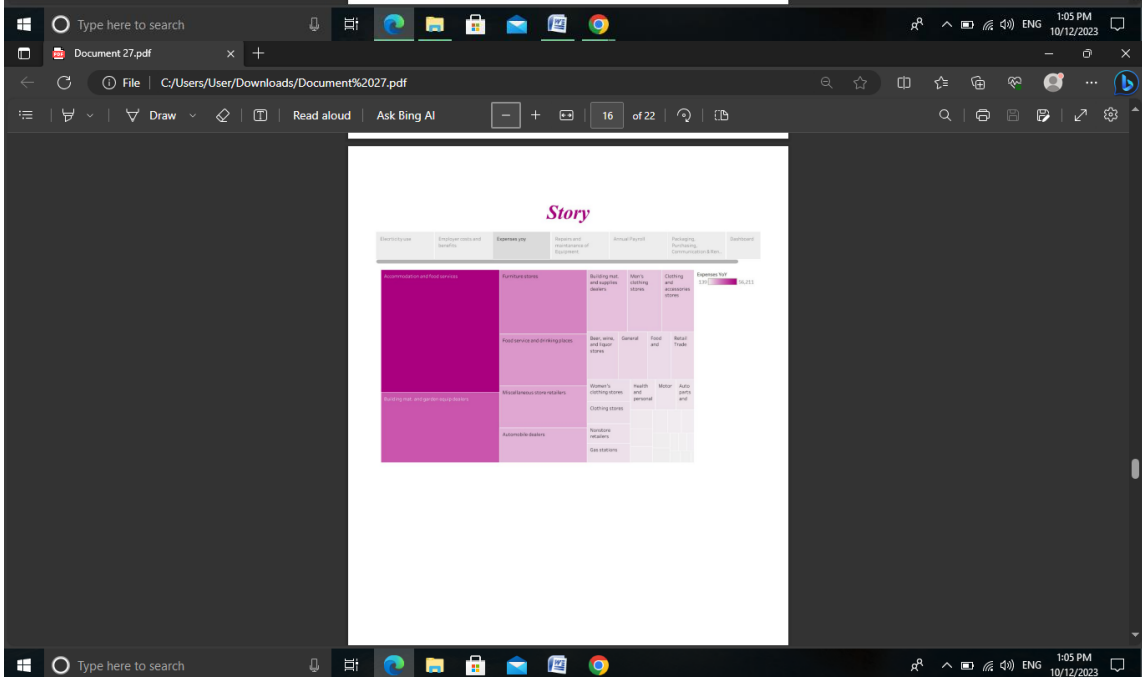 Type here to search
ENG
1:05 PM
10/12/2023
Document 27.pdf
File
C:/Users/User/Downloads/Document%2027.pdf
Draw
Read aloud
Ask Bing AI
16
of 22
Story
Electricity use
Employer costs and
benefits
Expenses yoy
Repairs and
maintenance of
Equipment
Annual Payroll
Packaging,
Purchasing,
Communication & Ren..
Dashboard
Accommodation and food services
Building mat. and garden equip dealers
Furniture stores
Food service and drinking places
Miscellaneous store retailers
Automobile dealers
Building mat.
and supplies
dealers
Men's
clothing
stores
Clothing
and
accessories
stores
Beer, wine,
and liquor
stores
General
Food
and
Retail
Trade
Women's
clothing stores
Health
and
personal
Motor
Auto
parts
and
Clothing stores
Nonstore
retailers
Gas stations
Expenses YoY
Type here to search
ENG
1:05 PM
10/12/2023